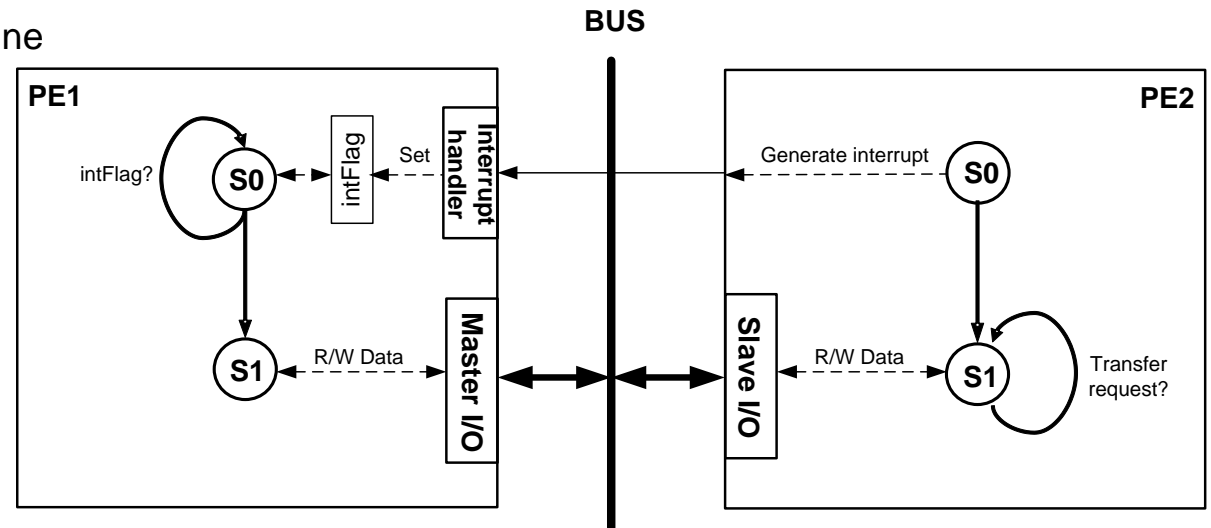 ne
BUS
PE1
PE2
intFlag?
S0
intFlag
Set
Interrupt
handler
Generate interrupt
S0
S1
R/W Data
Master I/O
Slave I/O
R/W Data
S1
Transfer
request?